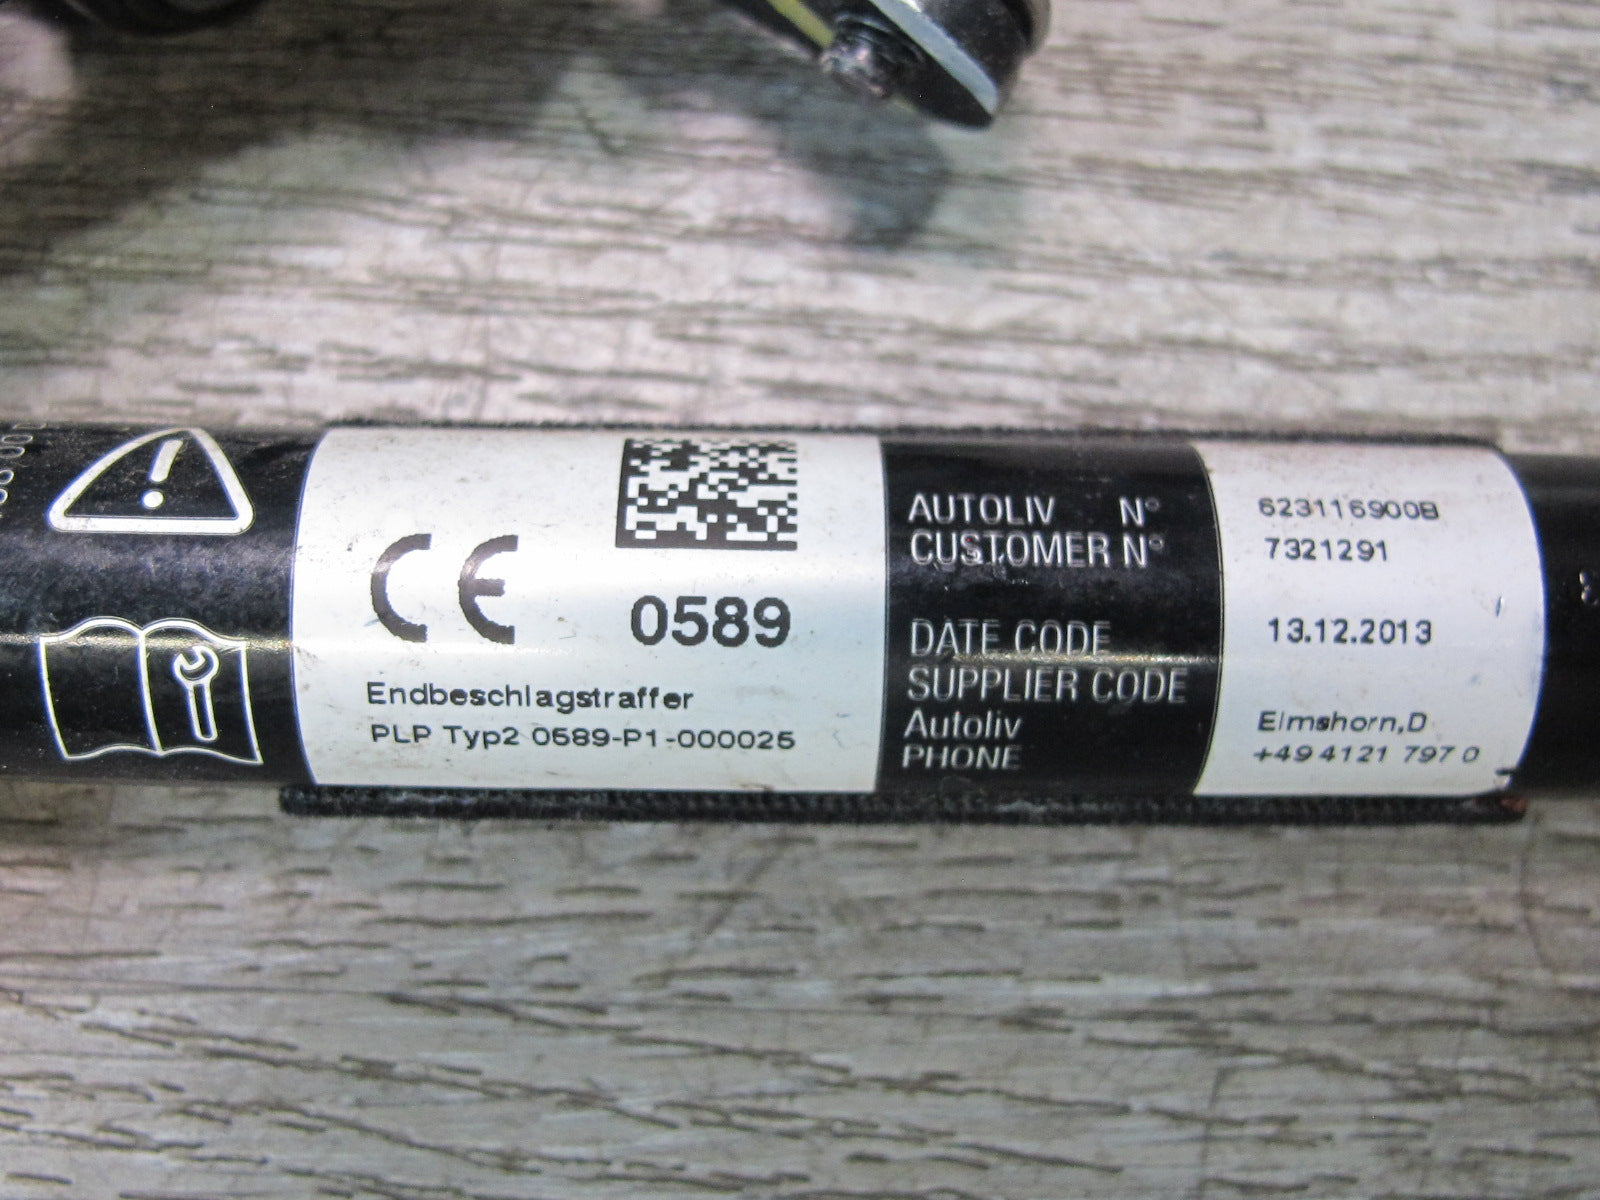 CE
0589
Endbeschlagstraffer
PLP Typ2 0589-P1-000025
AUTOLIV N° 623116900B
CUSTOMER N° 7321291
DATE CODE 13.12.2013
SUPPLIER CODE
Autoliv Elmshorn,D
PHONE +49 4121 797 0